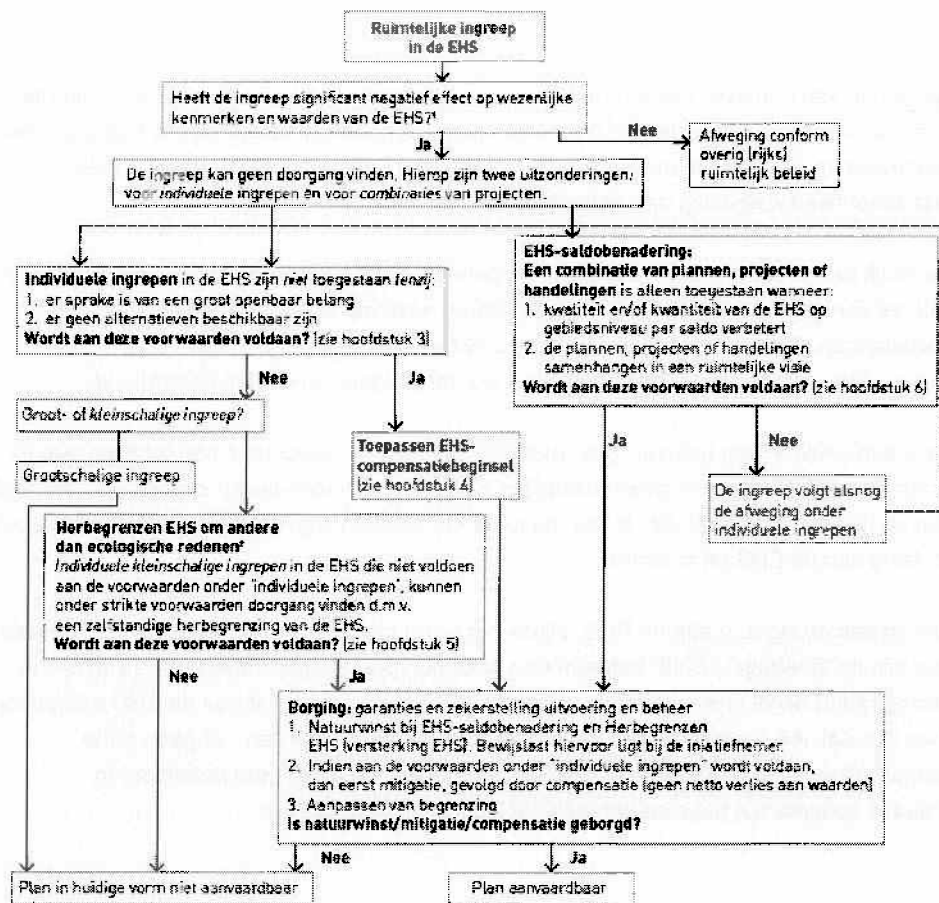 Ruimtelijke ingreep
in de EHS
Heeft de ingreep significant negatief effect op wezenlijke
kenmerken en waarden van de EHS?¹
Nee
Ja
Afweging conform
overig (rijks)
ruimtelijk beleid
De ingreep kan geen doorgang vinden. Hierop zijn twee uitzonderingen:
voor individuele ingrepen en voor combinaties van projecten.
Individuele ingrepen in de EHS zijn niet toegestaan tenzij:
1. er sprake is van een groot openbaar belang
2. er geen alternatieven beschikbaar zijn
Wordt aan deze voorwaarden voldaan? (zie hoofdstuk 3)
EHS-saldobenadering:
Een combinatie van plannen, projecten of
handelingen is alleen toegestaan wanneer:
1. kwaliteit en/of kwantiteit van de EHS op
gebiedsniveau per saldo verbetert
2. de plannen, projecten of handelingen
samenhangen in een ruimtelijke visie
Wordt aan deze voorwaarden voldaan? (zie hoofdstuk 6)
Nee
Ja
Ja
Nee
Groot- of kleinschalige ingreep?
Grootschalige ingreep
Toepassen EHS-
compensatiebeginsel
(zie hoofdstuk 4)
De ingreep volgt alsnog
de afweging onder
individuele ingrepen
Herbegrenzen EHS om andere
dan ecologische redenen²
Individuele kleinschalige ingrepen in de EHS die niet voldoen
aan de voorwaarden onder "individuele ingrepen", kunnen
onder strikte voorwaarden doorgang vinden d.m.v.
een zelfstandige herbegrenzing van de EHS.
Wordt aan deze voorwaarden voldaan? (zie hoofdstuk 5)
Nee
Ja
Borging: garanties en zekerstelling uitvoering en beheer
1. Natuurwinst bij EHS-saldobenadering en Herbegrenzen
EHS (versterking EHS). Bewijslast hiervoor ligt bij de iniatiefnemer.
2. Indien aan de voorwaarden onder "individuele ingrepen" wordt voldaan,
dan eerst mitigatie, gevolgd door compensatie (geen netto verlies aan waarden)
3. Aanpassen van begrenzing
Is natuurwinst/mitigatie/compensatie geborgd?
Nee
Ja
Plan in huidige vorm niet aanvaardbaar
Plan aanvaardbaar